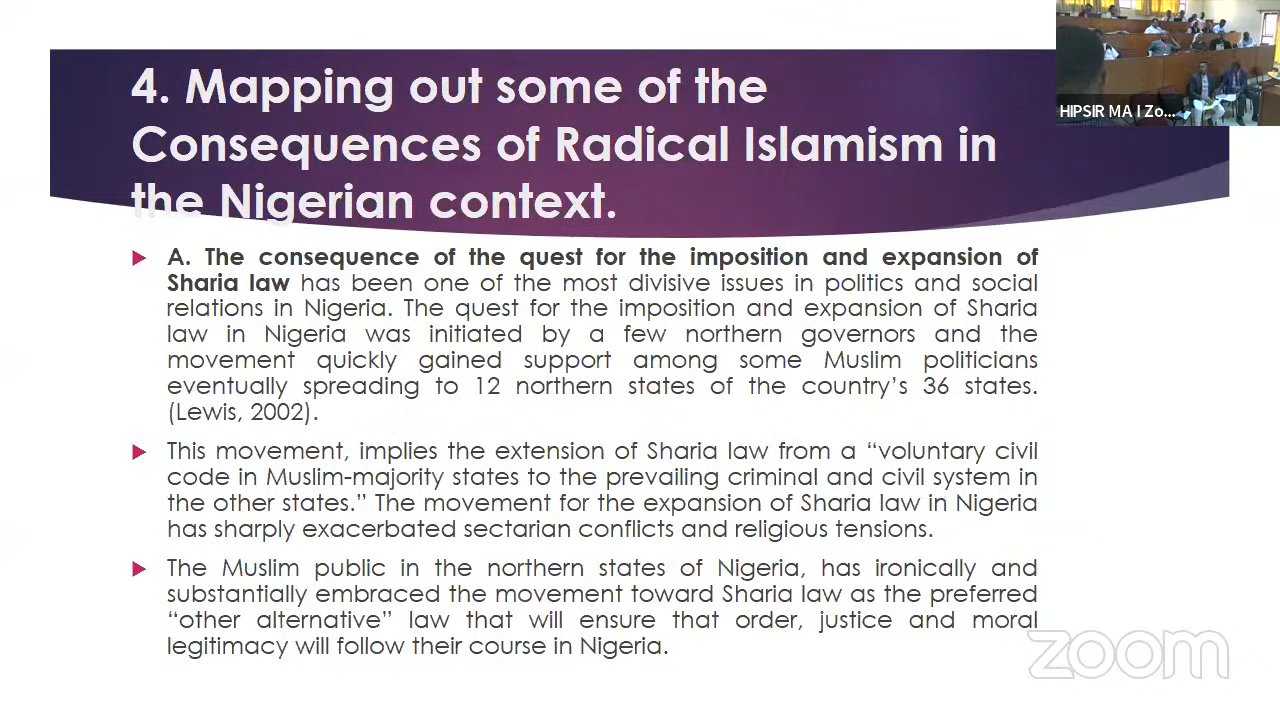 4. Mapping out some of the
Consequences of Radical Islamism in
the Nigerian context.
HIPSIR MA I Zo...
A. The consequence of the quest for the imposition and expansion of
Sharia law has been one of the most divisive issues in politics and social
relations in Nigeria. The quest for the imposition and expansion of Sharia
law in Nigeria was initiated by a few northern governors and the
movement quickly gained support among some Muslim politicians
eventually spreading to 12 northern states of the country’s 36 states.
(Lewis, 2002).
This movement, implies the extension of Sharia law from a “voluntary civil
code in Muslim-majority states to the prevailing criminal and civil system in
the other states.” The movement for the expansion of Sharia law in Nigeria
has sharply exacerbated sectarian conflicts and religious tensions.
The Muslim public in the northern states of Nigeria, has ironically and
substantially embraced the movement toward Sharia law as the preferred
“other alternative” law that will ensure that order, justice and moral
legitimacy will follow their course in Nigeria.
zoom